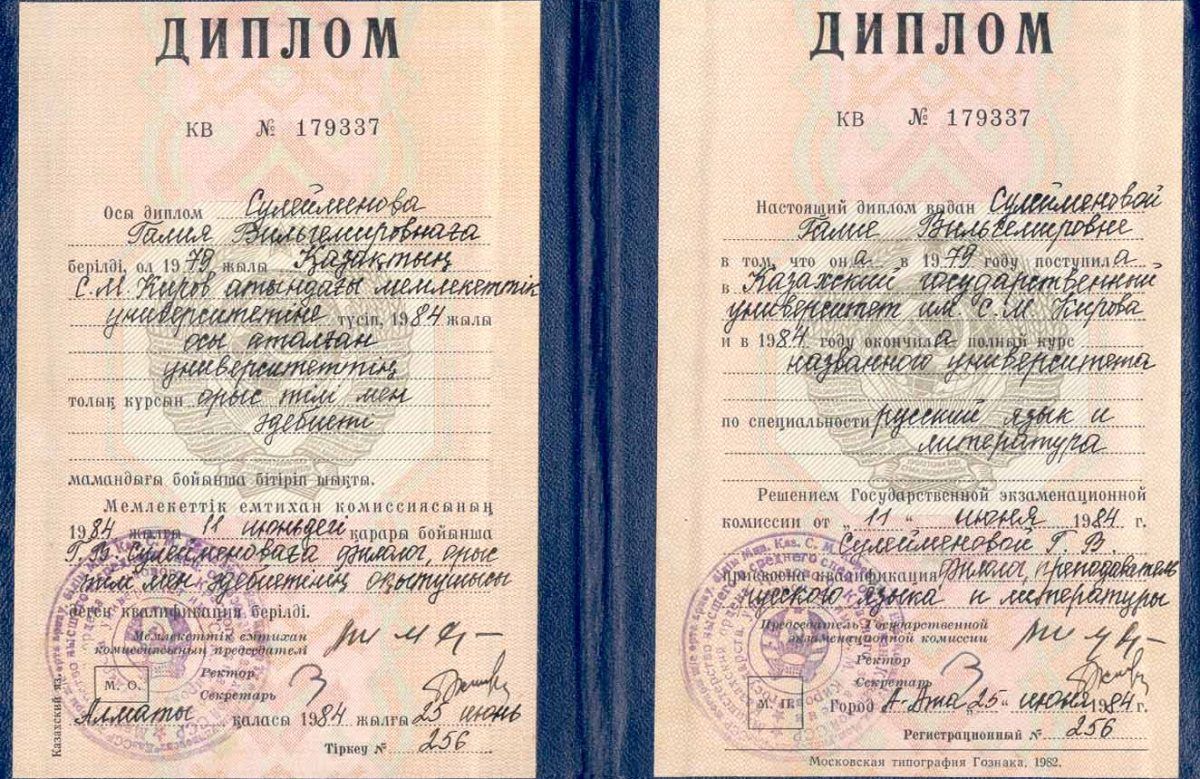 ДИПЛОМ
КВ № 179337
Осы диплом Сулейменова
Галия Вильгемировнаға
берілді, ол 1979 жылы Қазақтың
С.М. Киров атындағы мемлекеттік
университетіне түсіп, 1984 жылы
осы аталған
университеттің
толық курсын орыс тілі мен
әдебиеті
мамандығы бойынша бітіріп шықты.
Мемлекеттік емтихан комиссиясының
1984 жылғы 11 июньдегі қарары бойынша
Г.В. Сулейменоваға филолог, орыс
тілі мен әдебиетінің оқытушысы
деген квалификация берілді.
Мемлекеттік емтихан
комиссиясының председателі
Ректор
Секретарь
М. О.
Алматы қаласы 1984 жылғы 25 июнь
Тіркеу № 256
Казахский яз.
ДИПЛОМ
КВ № 179337
Настоящий диплом выдан Сулейменовой
Галие Вильгемировне
в том, что она в 1979 году поступила
в Казахский государственный
университет им. С.М. Кирова
и в 1984 году окончила полный курс
названного университета
по специальности русский язык и
литература
Решением Государственной экзаменационной
комиссии от „11“ июня 1984 г.
Сулейменовой Г. В.
присвоена квалификация филолог, преподаватель
русского языка и литературы
Председатель Государственной
экзаменационной комиссии
Ректор
Секретарь
М. П.
Город А-Ата „25“ июня 1984 г.
Регистрационный № 256
Московская типография Гознака, 1982.